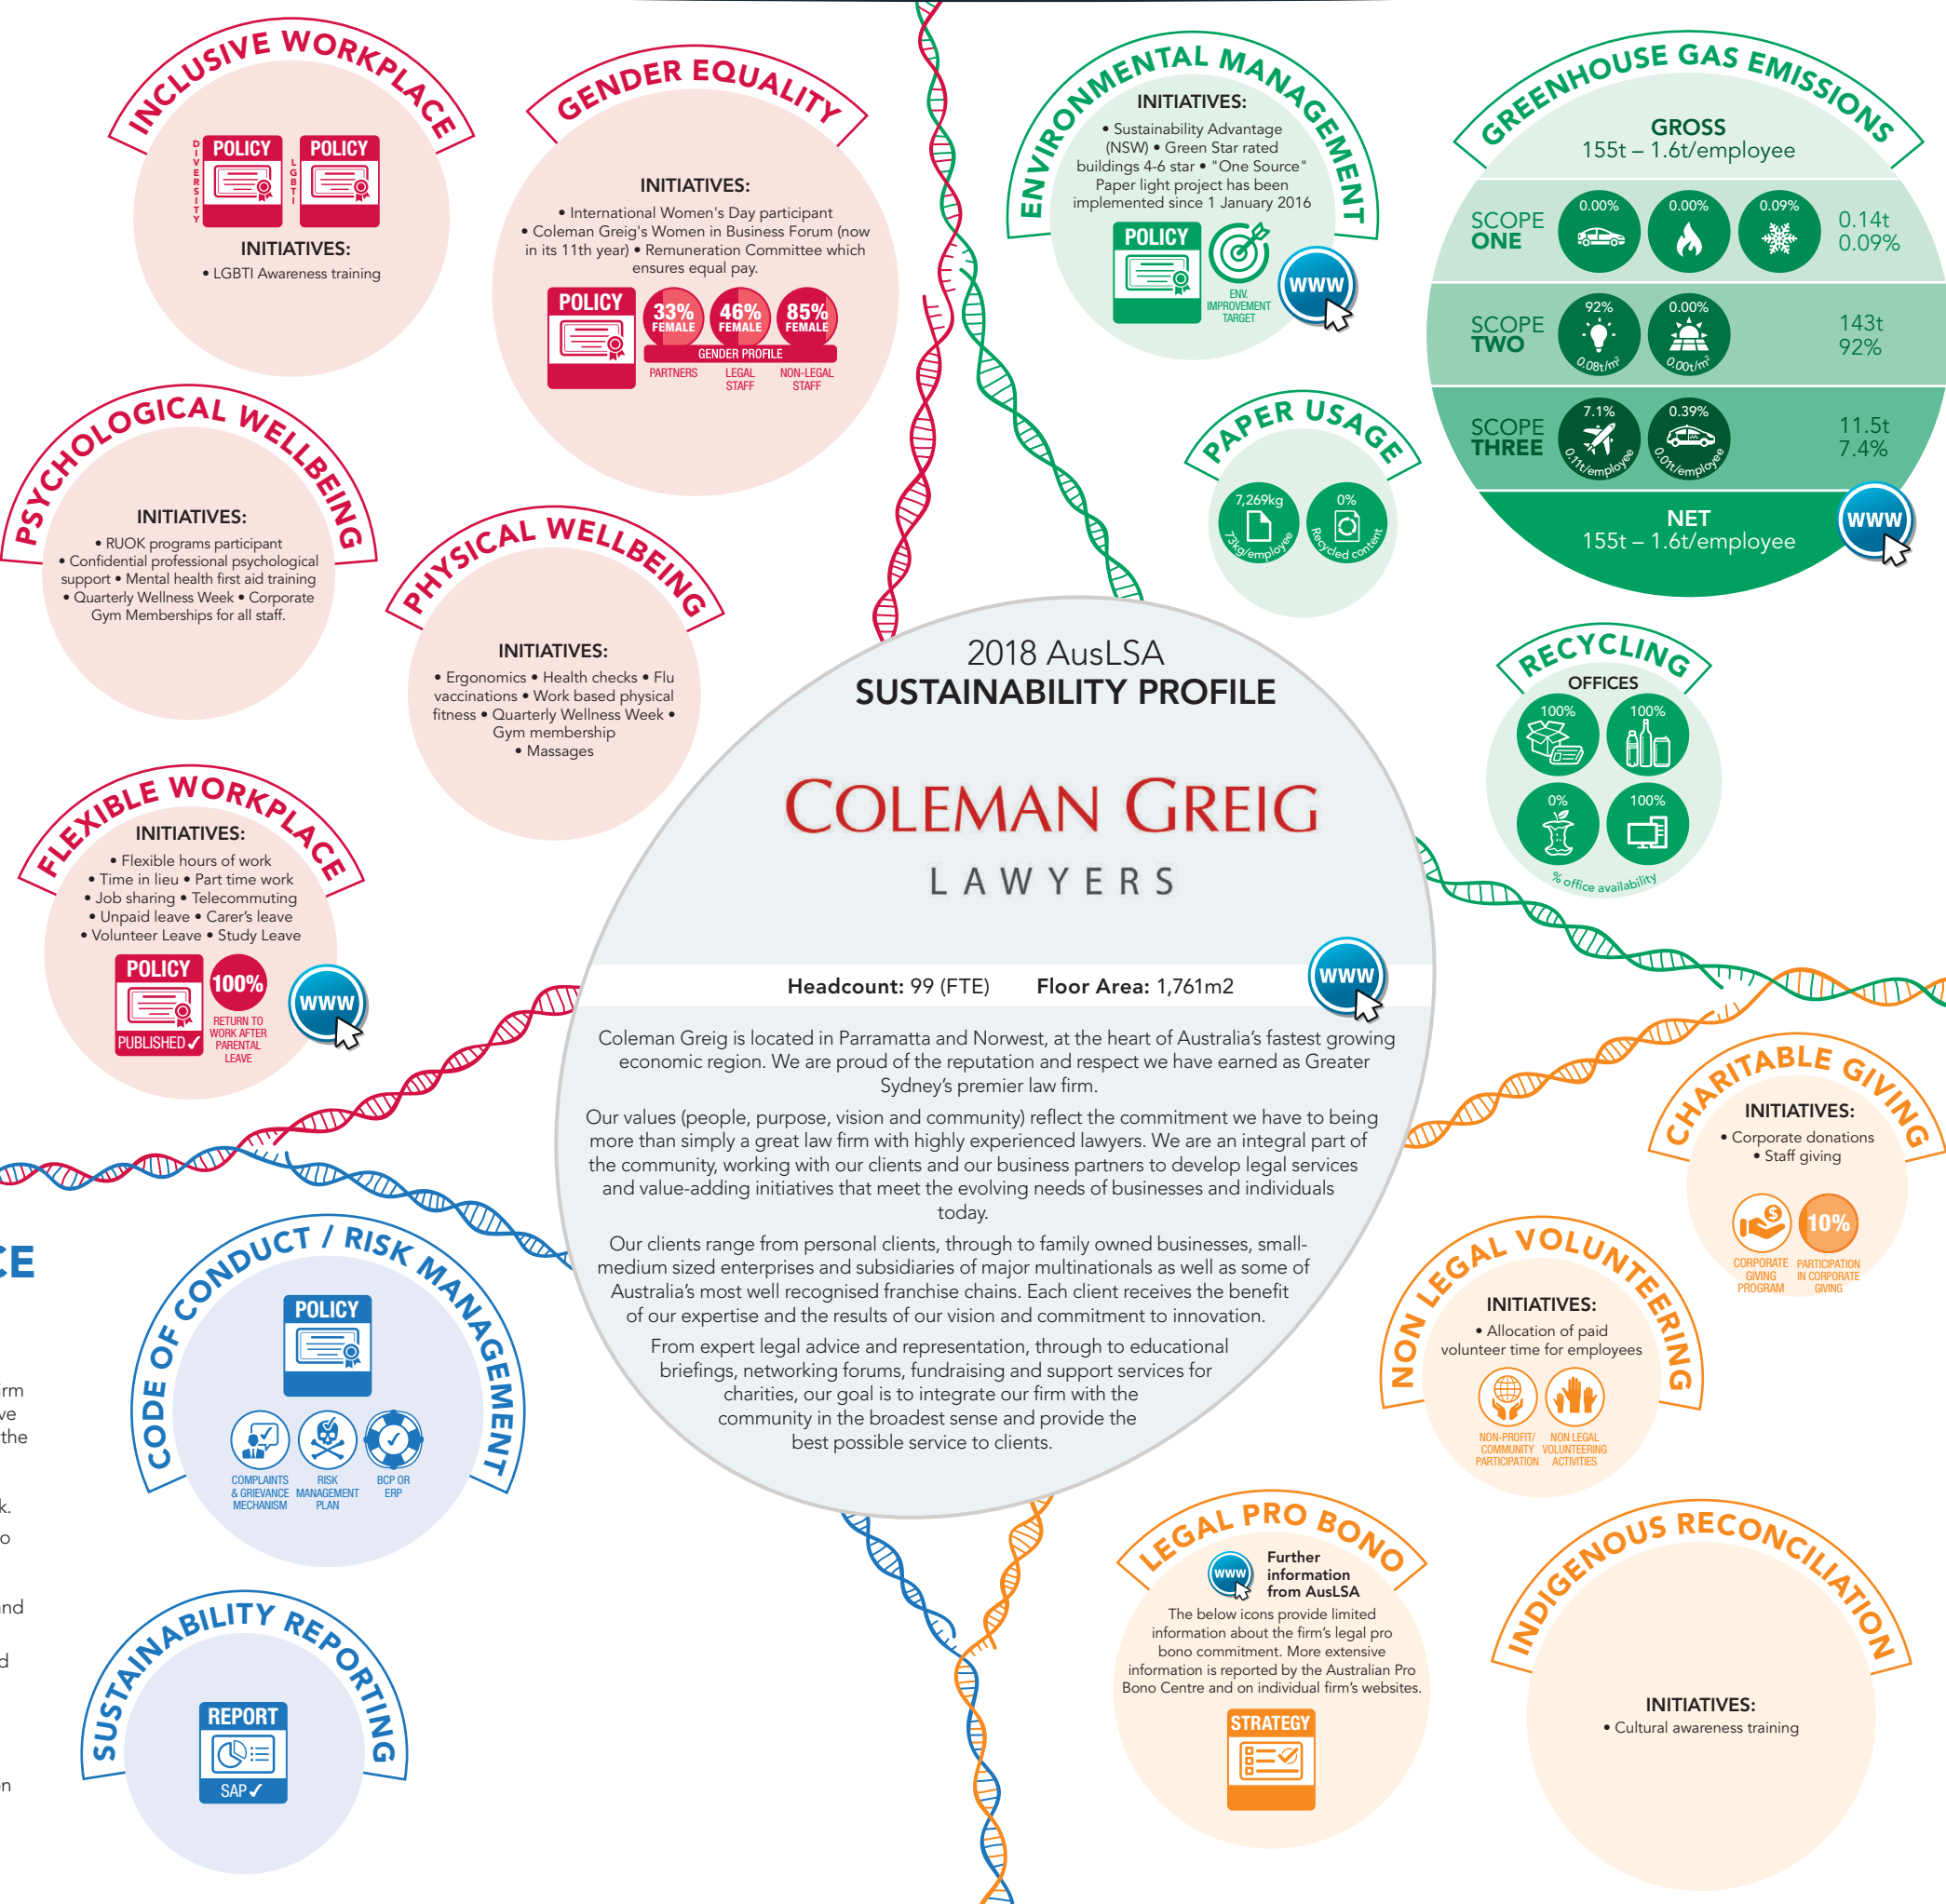 INCLUSIVE WORKPLACE
DIVERSITY
POLICY
LGBTI
POLICY
INITIATIVES:
• LGBTI Awareness training
GENDER EQUALITY
INITIATIVES:
• International Women's Day participant
• Coleman Greig's Women in Business Forum (now
in its 11th year) • Remuneration Committee which
ensures equal pay.
POLICY
33%
FEMALE
46%
FEMALE
85%
FEMALE
GENDER PROFILE
PARTNERS
LEGAL
STAFF
NON-LEGAL
STAFF
ENVIRONMENTAL MANAGEMENT
INITIATIVES:
• Sustainability Advantage
(NSW) • Green Star rated
buildings 4-6 star • "One Source"
Paper light project has been
implemented since 1 January 2016
POLICY
ENV.
IMPROVEMENT
TARGET
www
GREENHOUSE GAS EMISSIONS
GROSS
155t – 1.6t/employee
SCOPE
ONE
0.00%
0.00%
0.09%
0.14t
0.09%
SCOPE
TWO
92%
0.08t/m²
0.00%
0.00t/m²
143t
92%
SCOPE
THREE
7.1%
0.11t/employee
0.39%
0.01t/employee
11.5t
7.4%
NET
155t – 1.6t/employee
www
PSYCHOLOGICAL WELLBEING
INITIATIVES:
• RUOK programs participant
• Confidential professional psychological
support • Mental health first aid training
• Quarterly Wellness Week • Corporate
Gym Memberships for all staff.
PHYSICAL WELLBEING
INITIATIVES:
• Ergonomics • Health checks • Flu
vaccinations • Work based physical
fitness • Quarterly Wellness Week •
Gym membership
• Massages
PAPER USAGE
7,269kg
73kg/employee
0%
Recycled content
RECYCLING
OFFICES
100%
100%
0%
100%
% office availability
FLEXIBLE WORKPLACE
INITIATIVES:
• Flexible hours of work
• Time in lieu • Part time work
• Job sharing • Telecommuting
• Unpaid leave • Carer's leave
• Volunteer Leave • Study Leave
POLICY
PUBLISHED ✓
100%
RETURN TO
WORK AFTER
PARENTAL
LEAVE
www
2018 AusLSA
SUSTAINABILITY PROFILE
COLEMAN GREIG
LAWYERS
Headcount: 99 (FTE) Floor Area: 1,761m2
www
Coleman Greig is located in Parramatta and Norwest, at the heart of Australia's fastest growing
economic region. We are proud of the reputation and respect we have earned as Greater
Sydney's premier law firm.
Our values (people, purpose, vision and community) reflect the commitment we have to being
more than simply a great law firm with highly experienced lawyers. We are an integral part of
the community, working with our clients and our business partners to develop legal services
and value-adding initiatives that meet the evolving needs of businesses and individuals
today.
Our clients range from personal clients, through to family owned businesses, small-
medium sized enterprises and subsidiaries of major multinationals as well as some of
Australia's most well recognised franchise chains. Each client receives the benefit
of our expertise and the results of our vision and commitment to innovation.
From expert legal advice and representation, through to educational
briefings, networking forums, fundraising and support services for
charities, our goal is to integrate our firm with the
community in the broadest sense and provide the
best possible service to clients.
CHARITABLE GIVING
INITIATIVES:
• Corporate donations
• Staff giving
$
CORPORATE
GIVING
PROGRAM
10%
PARTICIPATION
IN CORPORATE
GIVING
NON LEGAL VOLUNTEERING
INITIATIVES:
• Allocation of paid
volunteer time for employees
NON-PROFIT/
COMMUNITY
PARTICIPATION
NON LEGAL
VOLUNTEERING
ACTIVITIES
CE
irm
ve
the
k.
o
nd
d
n
CODE OF CONDUCT / RISK MANAGEMENT
POLICY
COMPLAINTS
& GRIEVANCE
MECHANISM
RISK
MANAGEMENT
PLAN
BCP OR
ERP
SUSTAINABILITY REPORTING
REPORT
SAP ✓
LEGAL PRO BONO
www
Further
information
from AusLSA
The below icons provide limited
information about the firm's legal pro
bono commitment. More extensive
information is reported by the Australian Pro
Bono Centre and on individual firm's websites.
STRATEGY
INDIGENOUS RECONCILIATION
INITIATIVES:
• Cultural awareness training